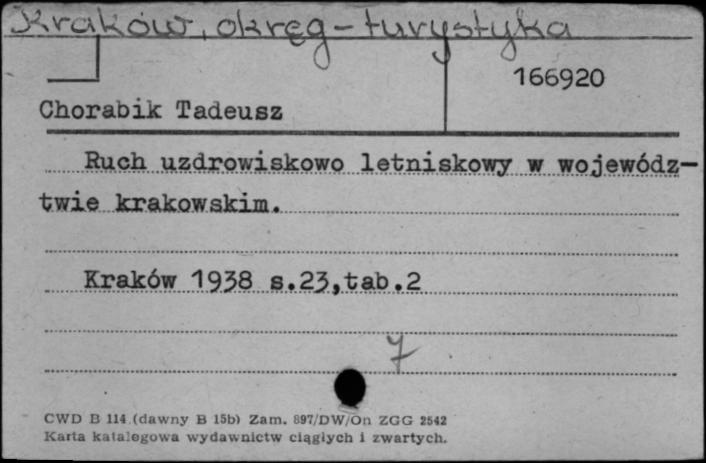 Kraków, okręg - turystyka
166920
Chorabik Tadeusz
Ruch uzdrowiskowo letniskowy w wojewódz-
twie krakowskim.
Kraków 1938 s.23,tab.2
7
CWD B 114 (dawny B 15b) Zam. 897/DW/On ZGG 2542
Karta katalogowa wydawnictw ciągłych i zwartych.